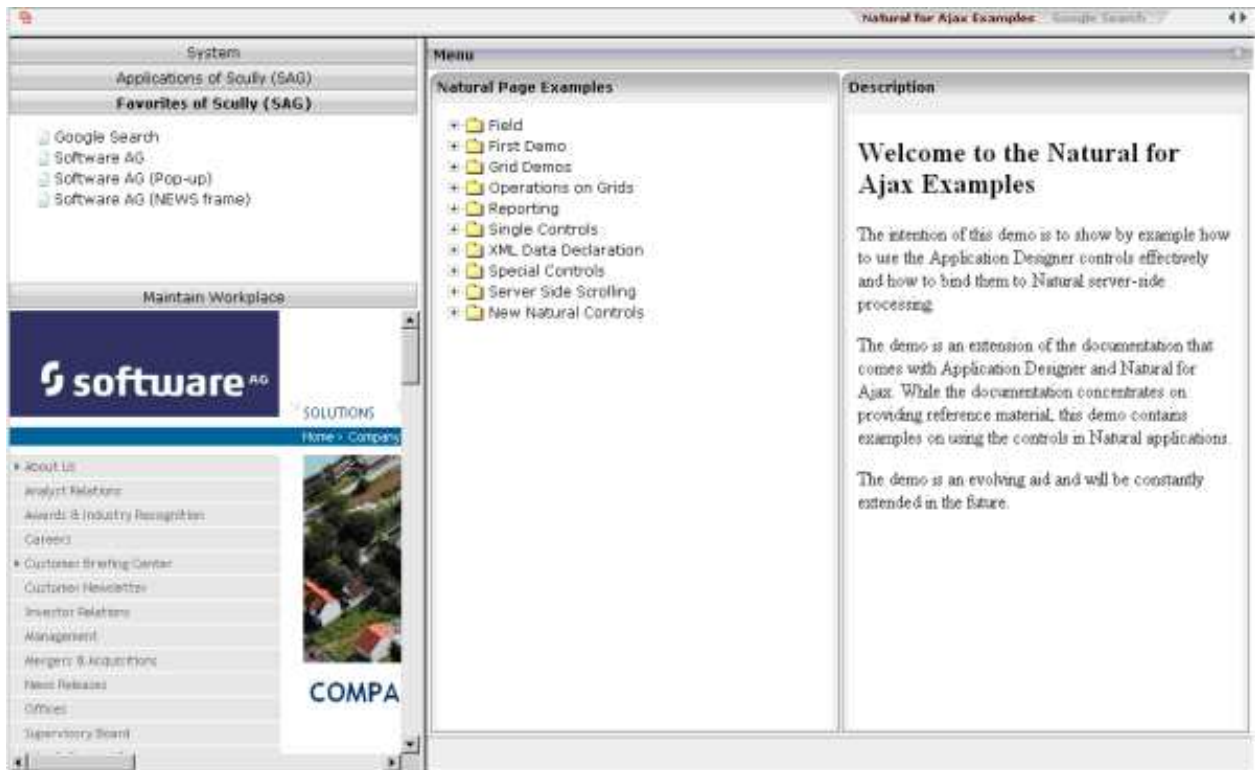 Natural for Ajax Examples Google Search
System
Applications of Scully (SAG)
Favorites of Scully (SAG)
Google Search
Software AG
Software AG (Pop-up)
Software AG (NEWS frame)
Maintain Workplace
software AG
SOLUTIONS
Home > Company
About Us
Analyst Relations
Awards & Industry Recognition
Careers
Customer Briefing Center
Customer Newsletter
Investor Relations
Management
Mergers & Acquisitions
News Releases
Offices
Supervisory Board
COMPA
Menu
Natural Page Examples
Field
First Demo
Grid Demos
Operations on Grids
Reporting
Single Controls
XML Data Declaration
Special Controls
Server Side Scrolling
New Natural Controls
Description
Welcome to the Natural for
Ajax Examples
The intention of this demo is to show by example how
to use the Application Designer controls effectively
and how to bind them to Natural server-side
processing.
The demo is an extension of the documentation that
comes with Application Designer and Natural for
Ajax. While the documentation concentrates on
providing reference material, this demo contains
examples on using the controls in Natural applications.
The demo is an evolving aid and will be constantly
extended in the future.